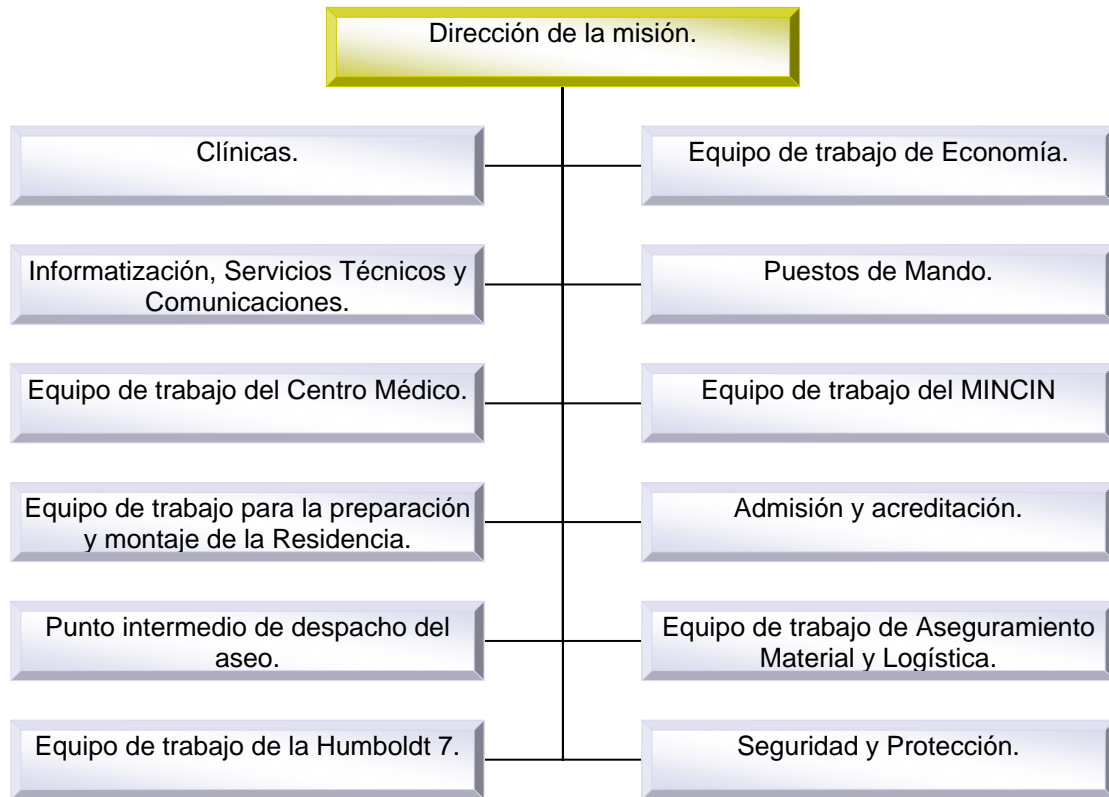 Dirección de la misión.
Clínicas.
Equipo de trabajo de Economía.
Informatización, Servicios Técnicos y
Comunicaciones.
Puestos de Mando.
Equipo de trabajo del Centro Médico.
Equipo de trabajo del MINCIN
Equipo de trabajo para la preparación
y montaje de la Residencia.
Admisión y acreditación.
Punto intermedio de despacho del
aseo.
Equipo de trabajo de Aseguramiento
Material y Logística.
Equipo de trabajo de la Humboldt 7.
Seguridad y Protección.